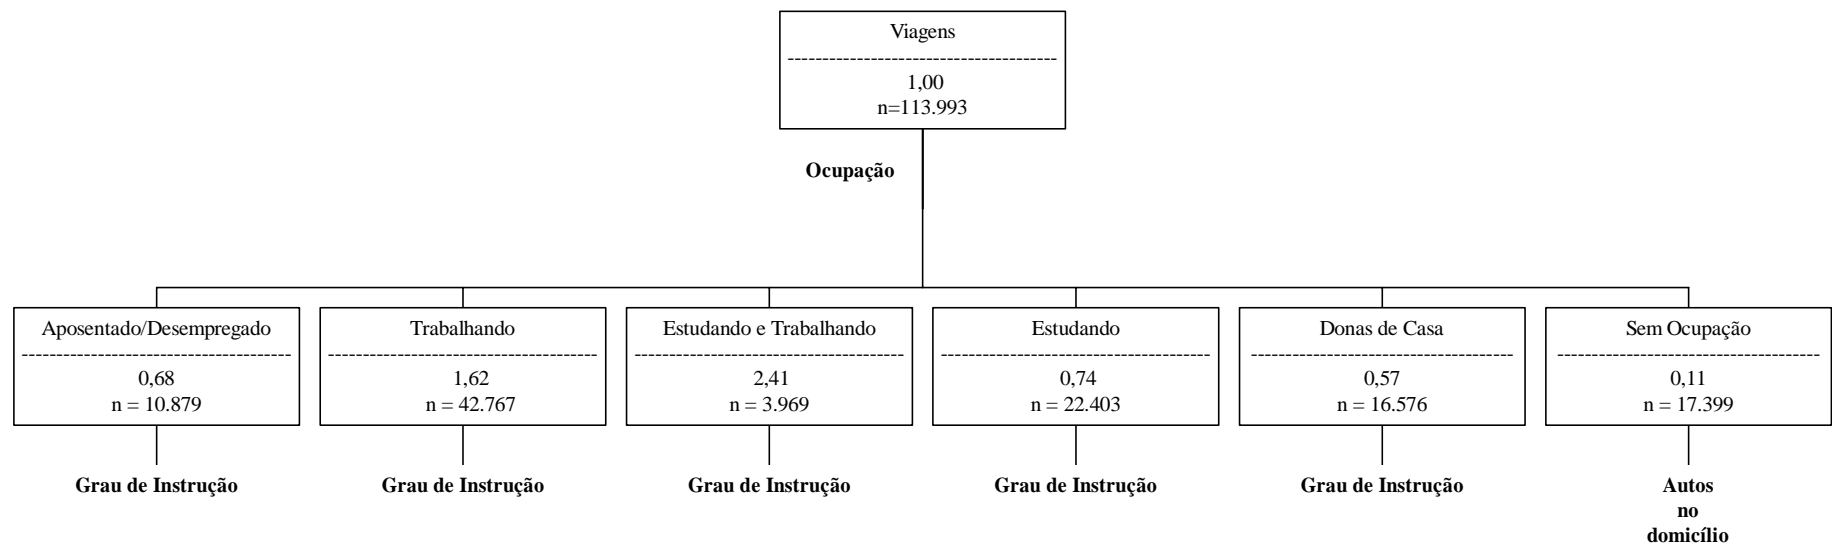 Viagens
1,00
n=113.993
Ocupação
Aposentado/Desempregado
0,68
n = 10.879
Grau de Instrução
Trabalhando
1,62
n = 42.767
Grau de Instrução
Estudando e Trabalhando
2,41
n = 3.969
Grau de Instrução
Estudando
0,74
n = 22.403
Grau de Instrução
Donas de Casa
0,57
n = 16.576
Grau de Instrução
Sem Ocupação
0,11
n = 17.399
Autos
no
domicílio